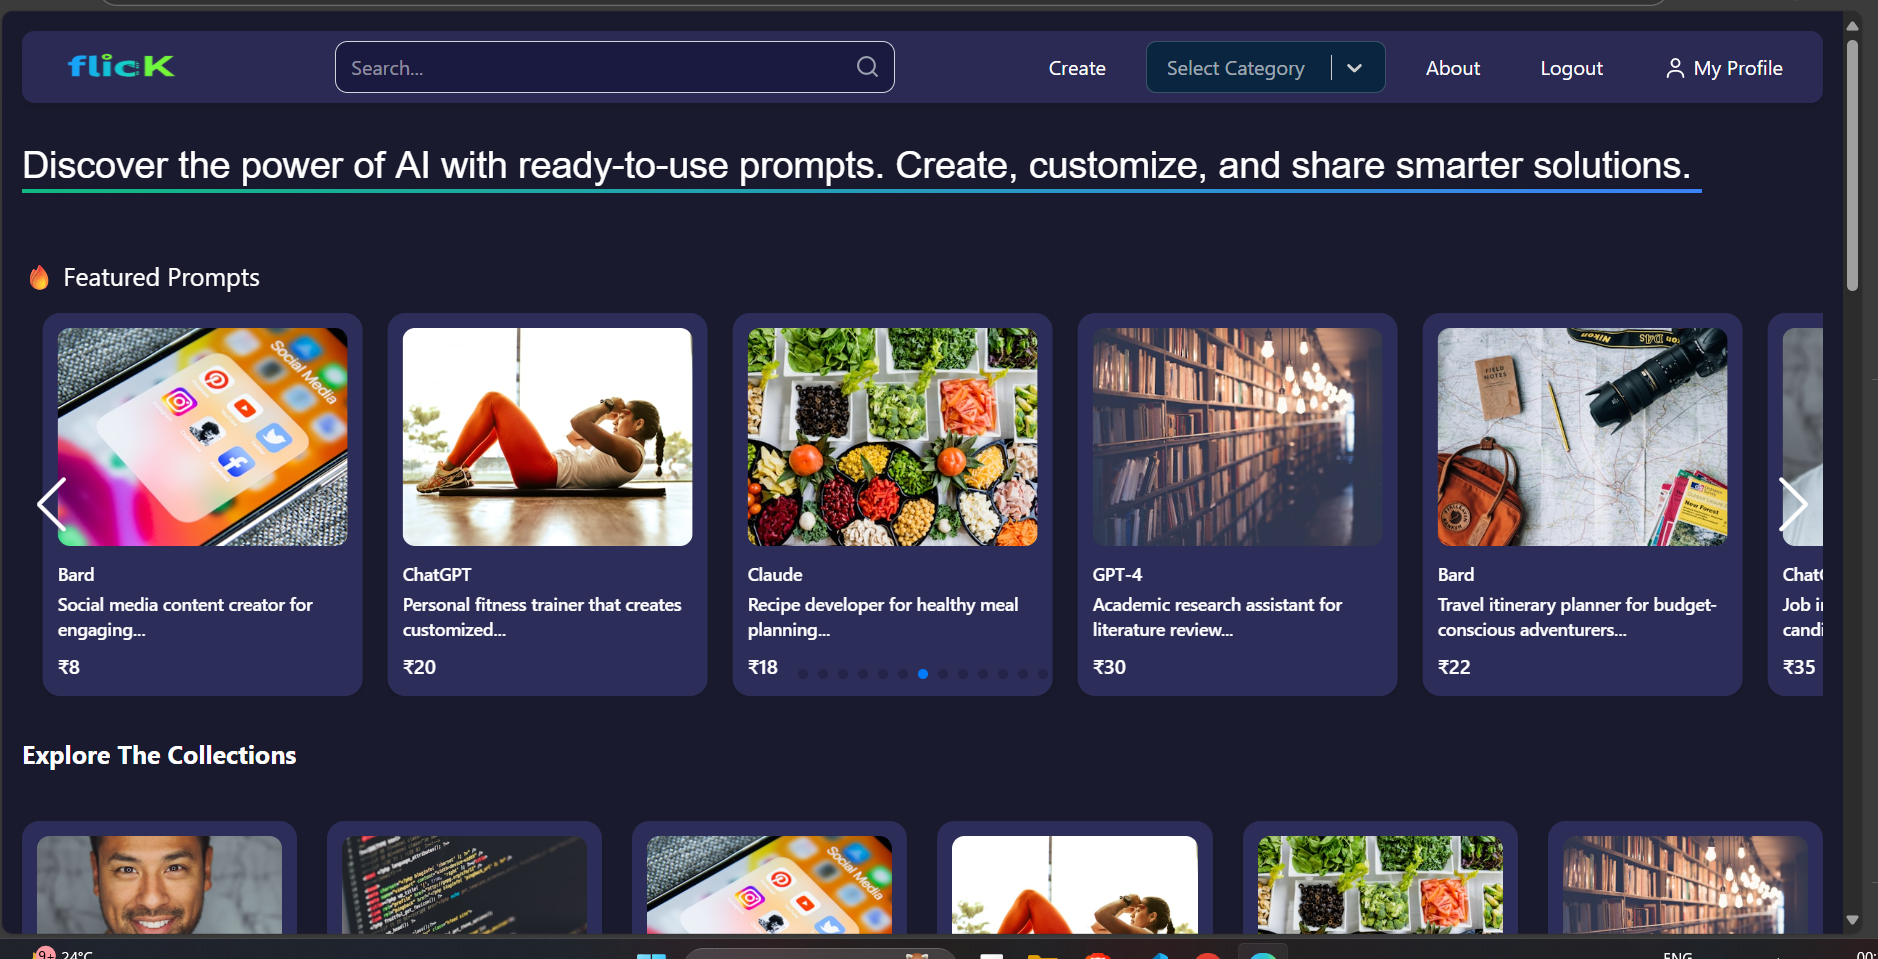 flicK
Search...
Create
Select Category
About
Logout
My Profile
Discover the power of AI with ready-to-use prompts. Create, customize, and share smarter solutions.
Featured Prompts
Social Media
Bard
Social media content creator for
engaging...
₹8
ChatGPT
Personal fitness trainer that creates
customized...
₹20
Claude
Recipe developer for healthy meal
planning...
₹18
GPT-4
Academic research assistant for
literature review...
₹30
Nikon
FIELD
NOTES
New Forest
Bard
Travel itinerary planner for budget-
conscious adventurers...
₹22
Chat
Job i
candi
₹35
Explore The Collections
Social Media
24°C
ENG